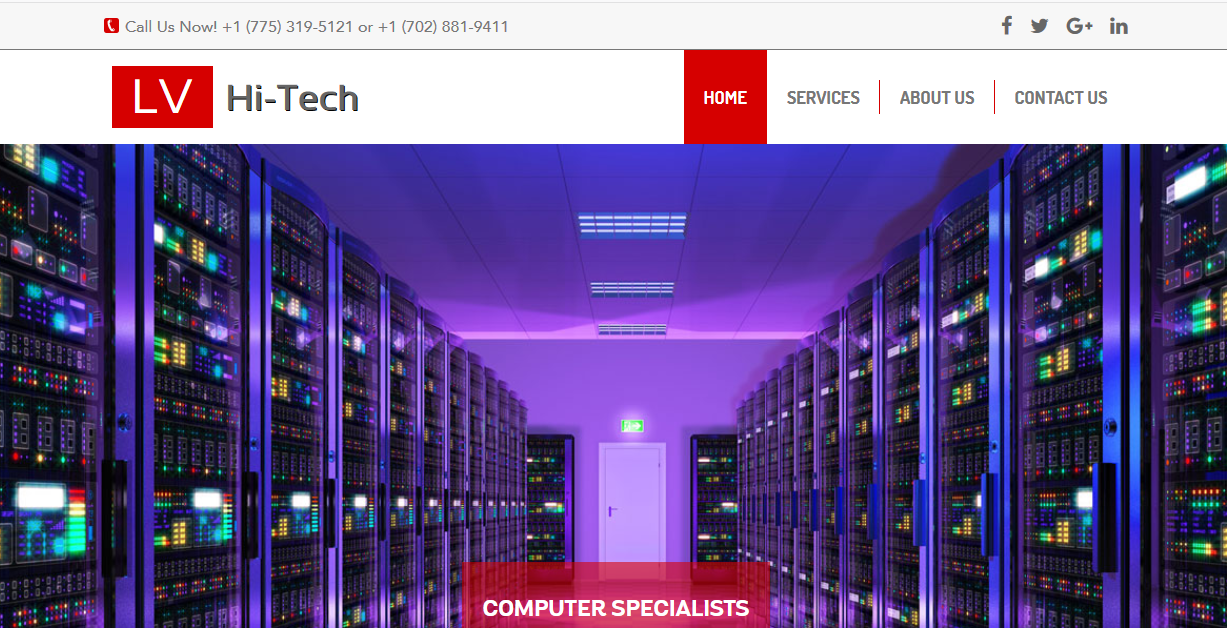 Call Us Now! +1 (775) 319-5121 or +1 (702) 881-9411
LV Hi-Tech
HOME SERVICES ABOUT US CONTACT US
COMPUTER SPECIALISTS